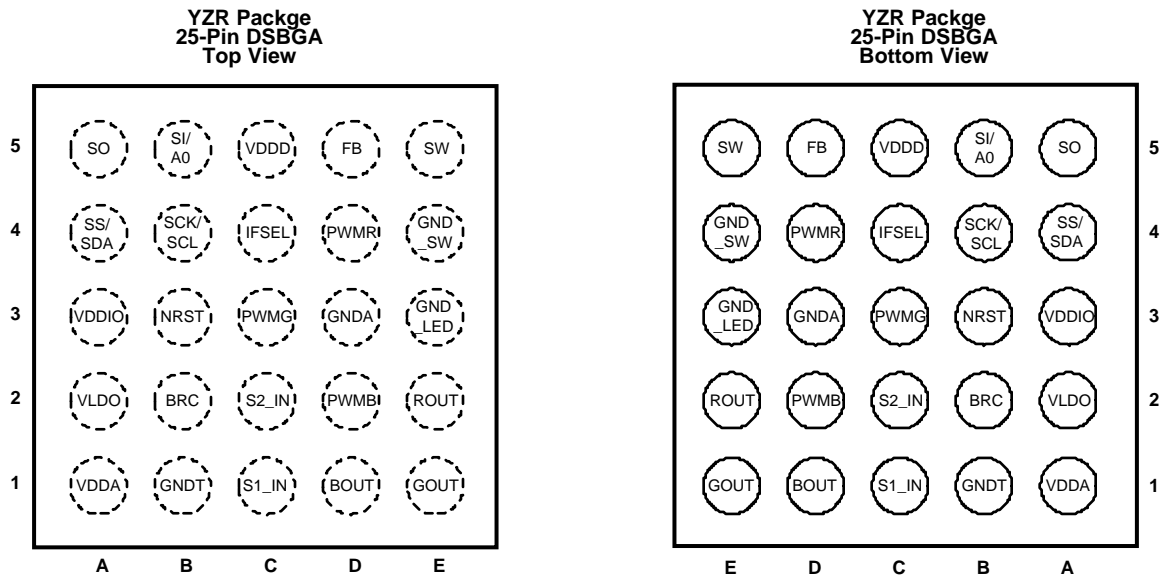 YZR Packge
25-Pin DSBGA
Top View
5 SO SI/ A0 VDDD FB SW
4 SS/ SDA SCK/ SCL IFSEL PWMR GND _SW
3 VDDIO NRST PWMG GNDA GND _LED
2 VLDO BRC S2_IN PWMB ROUT
1 VDDA GNDT S1_IN BOUT GOUT
A B C D E
YZR Packge
25-Pin DSBGA
Bottom View
SW FB VDDD SI/ A0 SO 5
GND _SW PWMR IFSEL SCK/ SCL SS/ SDA 4
GND _LED GNDA PWMG NRST VDDIO 3
ROUT PWMB S2_IN BRC VLDO 2
GOUT BOUT S1_IN GNDT VDDA 1
E D C B A